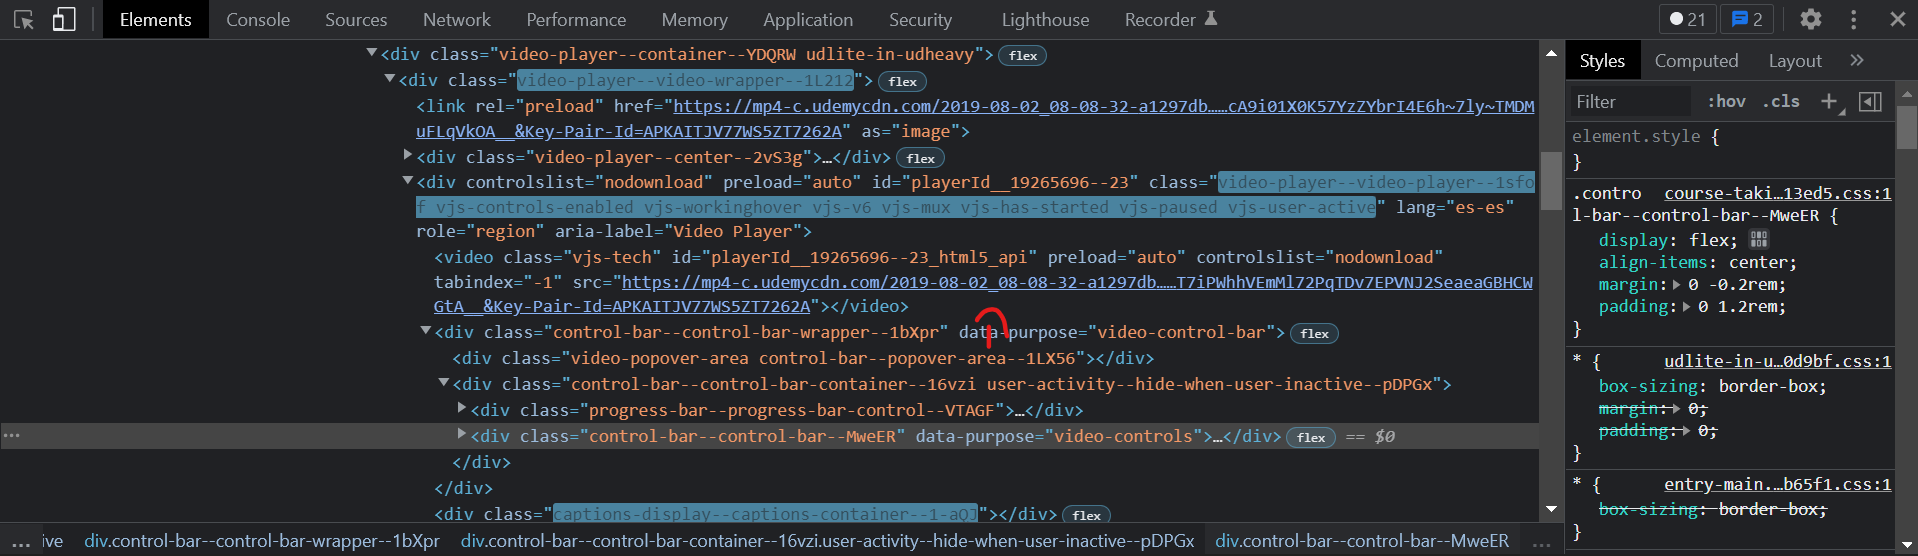 Elements Console Sources Network Performance Memory Application Security Lighthouse Recorder 21 2
<div class="video-player--container--YDQRW udlite-in-udheavy"> flex
<div class="video-player--video-wrapper--1L212"> flex
<link rel="preload" href="https://mp4-c.udemycdn.com/2019-08-02_08-08-32-a1297db……cA9i01X0K57YzZYbrI4E6h~7ly~TMDM
uFLqVkOA__&Key-Pair-Id=APKAITJV77WS5ZT7262A" as="image">
<div class="video-player--center--2vS3g">…</div> flex
<div controlslist="nodownload" preload="auto" id="playerId__19265696--23" class="video-player--video-player--1sfo
f vjs-controls-enabled vjs-workinghover vjs-v6 vjs-mux vjs-has-started vjs-paused vjs-user-active" lang="es-es"
role="region" aria-label="Video Player">
<video class="vjs-tech" id="playerId__19265696--23_html5_api" preload="auto" controlslist="nodownload"
tabindex="-1" src="https://mp4-c.udemycdn.com/2019-08-02_08-08-32-a1297db……T7iPWhhVEmMl72PqTDv7EPVNJ2SeaeaGBHCW
GtA__&Key-Pair-Id=APKAITJV77WS5ZT7262A"></video>
<div class="control-bar--control-bar-wrapper--1bXpr" data-purpose="video-control-bar"> flex
<div class="video-popover-area control-bar--popover-area--1LX56"></div>
<div class="control-bar--control-bar-container--16vzi user-activity--hide-when-user-inactive--pDPGx">
<div class="progress-bar--progress-bar-control--VTAGF">…</div>
… <div class="control-bar--control-bar--MweER" data-purpose="video-controls">…</div> flex == $0
</div>
</div>
<div class="captions-display--captions-container--1-aQJ"></div> flex
… ive div.control-bar--control-bar-wrapper--1bXpr div.control-bar--control-bar-container--16vzi.user-activity--hide-when-user-inactive--pDPGx div.control-bar--control-bar--MweER …
Styles Computed Layout »
Filter :hov .cls +
element.style {
}
.contro course-taki…13ed5.css:1
l-bar--control-bar--MweER {
display: flex;
align-items: center;
margin: 0 -0.2rem;
padding: 0 1.2rem;
}
* { udlite-in-u…0d9bf.css:1
box-sizing: border-box;
margin: 0;
padding: 0;
}
* { entry-main.…b65f1.css:1
box-sizing: border-box;
}